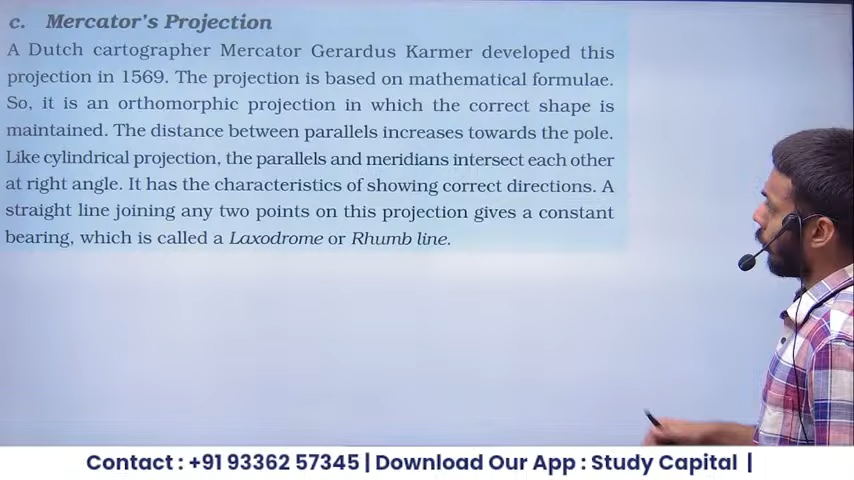 c. Mercator's Projection
A Dutch cartographer Mercator Gerardus Karmer developed this
projection in 1569. The projection is based on mathematical formulae.
So, it is an orthomorphic projection in which the correct shape is
maintained. The distance between parallels increases towards the pole.
Like cylindrical projection, the parallels and meridians intersect each other
at right angle. It has the characteristics of showing correct directions. A
straight line joining any two points on this projection gives a constant
bearing, which is called a Laxodrome or Rhumb line.
Contact : +91 93362 57345 | Download Our App : Study Capital |